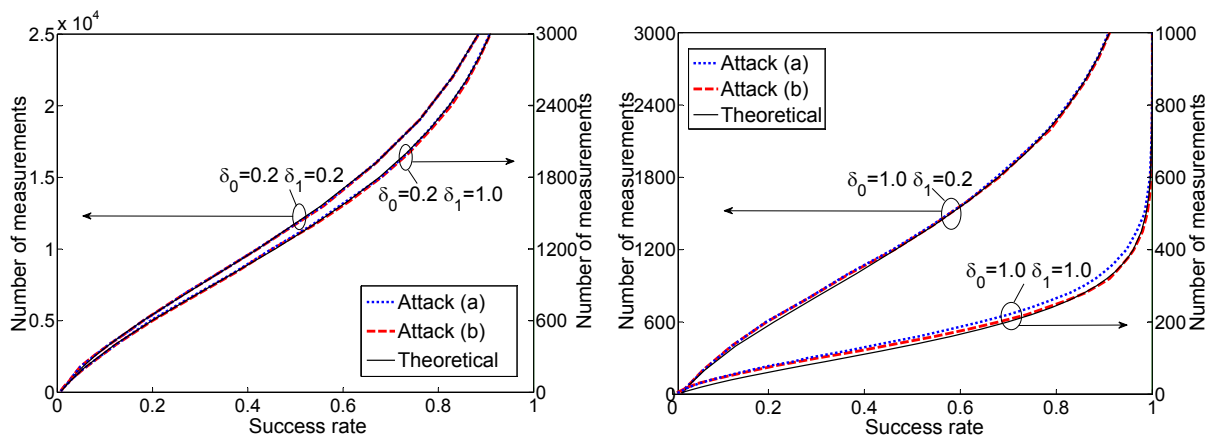 x 10⁴
2.5
2
1.5
1
0.5
0
Number of measurements
3000
2400
1800
1200
600
0
Number of measurements
δ₀=0.2 δ₁=0.2
δ₀=0.2 δ₁=1.0
Attack (a)
Attack (b)
Theoretical
0 0.2 0.4 0.6 0.8 1
Success rate
3000
2400
1800
1200
600
0
Number of measurements
1000
800
600
400
200
0
Number of measurements
Attack (a)
Attack (b)
Theoretical
δ₀=1.0 δ₁=0.2
δ₀=1.0 δ₁=1.0
0 0.2 0.4 0.6 0.8 1
Success rate